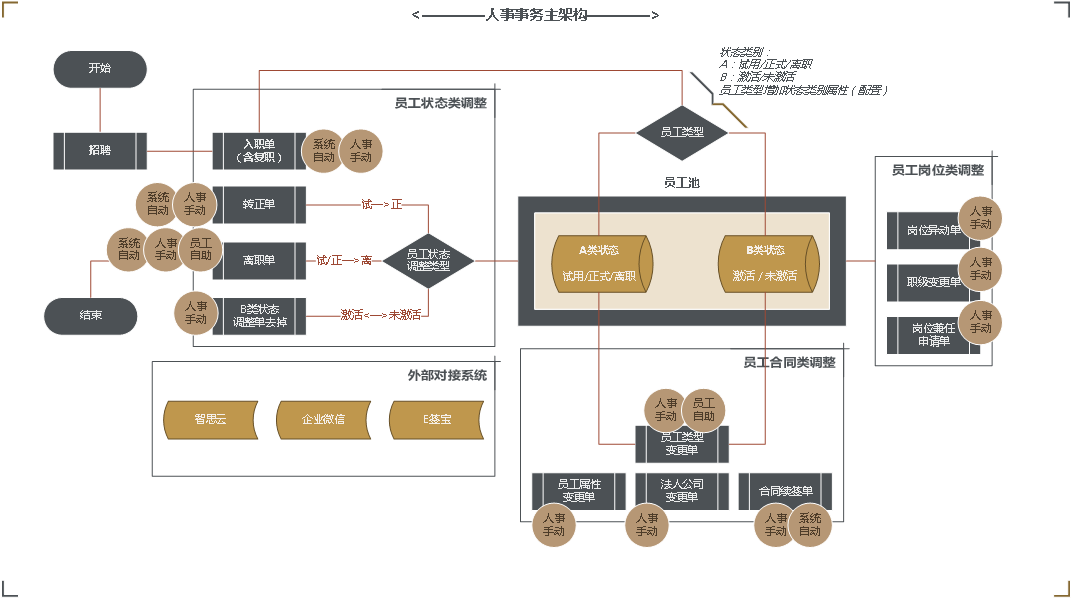 < 人事事务主架构 >
状态类别：
A：试用/正式/离职
B：激活/未激活
员工类型增加状态类别属性（配置）
开始
招聘
结束
员工状态类调整
入职单
（含复职）
系统
自动
人事
手动
系统
自动
人事
手动
转正单
试—>正
系统
自动
人事
手动
员工
自助
离职单
试/正—>离
员工状态
调整类型
人事
手动
B类状态
调整单去掉
激活<—>未激活
员工类型
员工池
A类状态
试用/正式/离职
B类状态
激活 / 未激活
员工岗位类调整
岗位异动单
人事
手动
职级变更单
人事
手动
岗位兼任
申请单
人事
手动
外部对接系统
智思云
企业微信
E签宝
员工合同类调整
人事
手动
员工
自助
员工类型
变更单
员工属性
变更单
人事
手动
法人公司
变更单
人事
手动
合同续签单
人事
手动
系统
自动